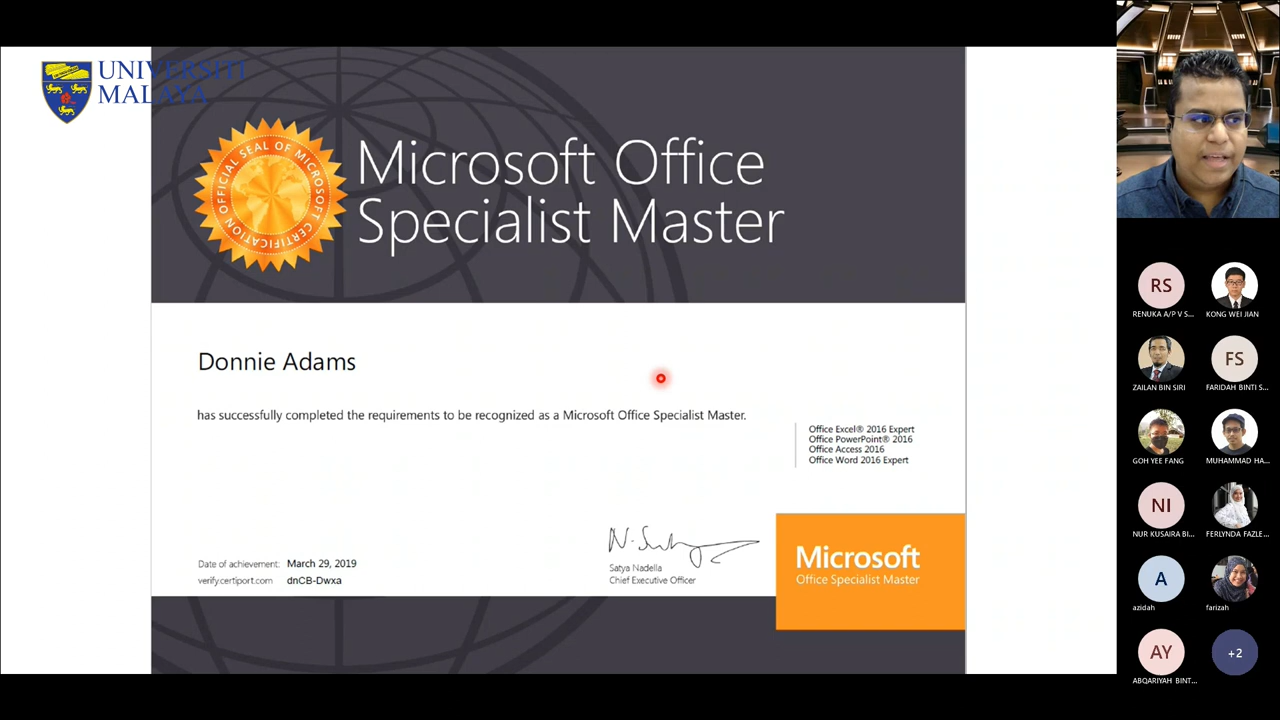 UNIVERSITI
MALAYA
OFFICIAL SEAL OF MICROSOFT CERTIFICATION
Microsoft Office
Specialist Master
Donnie Adams
has successfully completed the requirements to be recognized as a Microsoft Office Specialist Master.
Office Excel® 2016 Expert
Office PowerPoint® 2016
Office Access 2016
Office Word 2016 Expert
Date of achievement: March 29, 2019
verify.certiport.com dnCB-Dwxa
Satya Nadella
Chief Executive Officer
Microsoft
Office Specialist Master
RS
RENUKA A/P V S...
KONG WEI JIAN
ZAILAN BIN SIRI
FS
FARIDAH BINTI S...
GOH YEE FANG
MUHAMMAD HA...
NI
NUR KUSAIRA BI...
FERLYNDA FAZLE...
A
azidah
farizah
AY
ABQARIYAH BINT...
+2